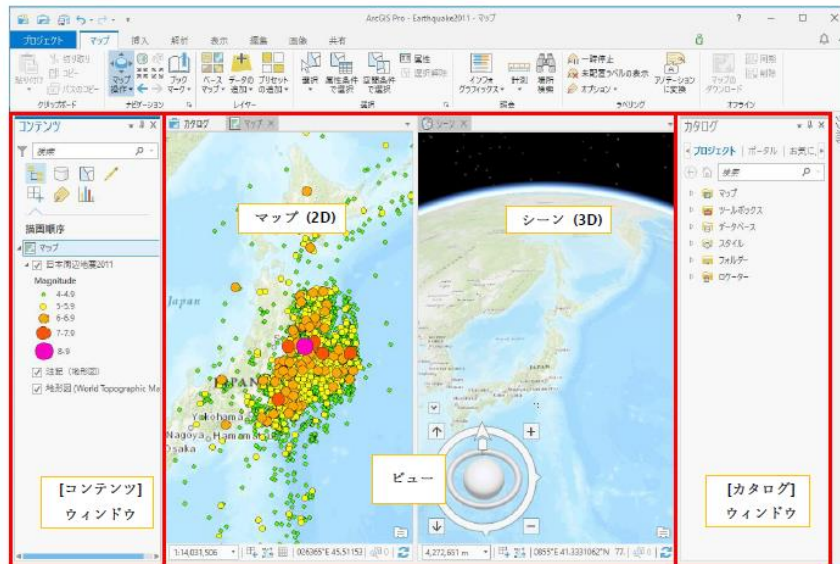 ArcGIS Pro - Earthquake2011 - マップ
プロジェクト マップ 挿入 解析 表示 編集 画像 共有
貼り付け
切り取り
コピー
パスのコピー
クリップボード
マップ操作
ブックマーク
ナビゲーション
ベースマップ
データの追加
プリセットの追加
レイヤー
選択
属性条件で選択
空間条件で選択
属性
選択解除
選択
インフォグラフィックス
計測
場所検索
照会
一時停止
未配置ラベルの表示
オプション
アノテーションに変換
ラベリング
マップのダウンロード
同期
削除
オフライン
コンテンツ
検索
描画順序
マップ
日本周辺地震2011
Magnitude
4-4.9
5-5.9
6-6.9
7-7.9
8-9
注記 (地形図)
地形図 (World Topographic Ma
[コンテンツ]
ウィンドウ
カタログ マップ
マップ (2D)
Japan
JAPAN
Yokohama
Nagoya Hamam
Osaka
1:14,031,506
026365°E 45.51153
0
シーン
シーン (3D)
ビュー
4,272,651 m
0855°E 41.3331062°N 77.
0
カタログ
プロジェクト ポータル お気に
検索
マップ
ツールボックス
データベース
スタイル
フォルダー
ロケーター
[カタログ]
ウィンドウ